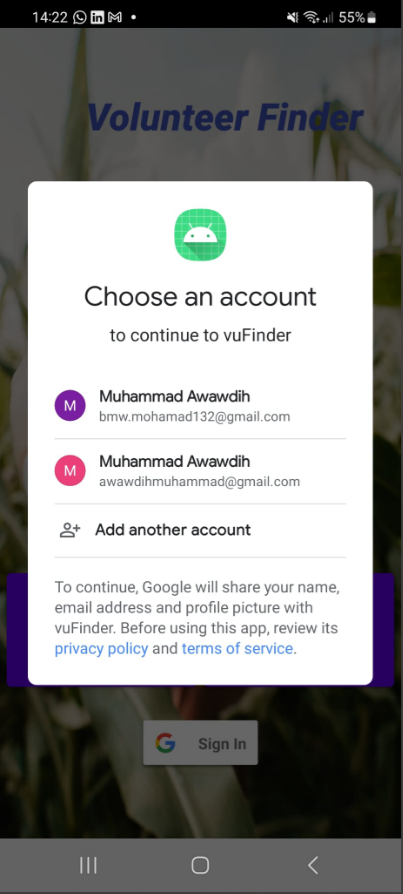 14:22
55%
Volunteer Finder
Choose an account
to continue to vuFinder
M
Muhammad Awawdih
bmw.mohamad132@gmail.com
M
Muhammad Awawdih
awawdihmuhammad@gmail.com
Add another account
To continue, Google will share your name,
email address and profile picture with
vuFinder. Before using this app, review its
privacy policy and terms of service.
G Sign In